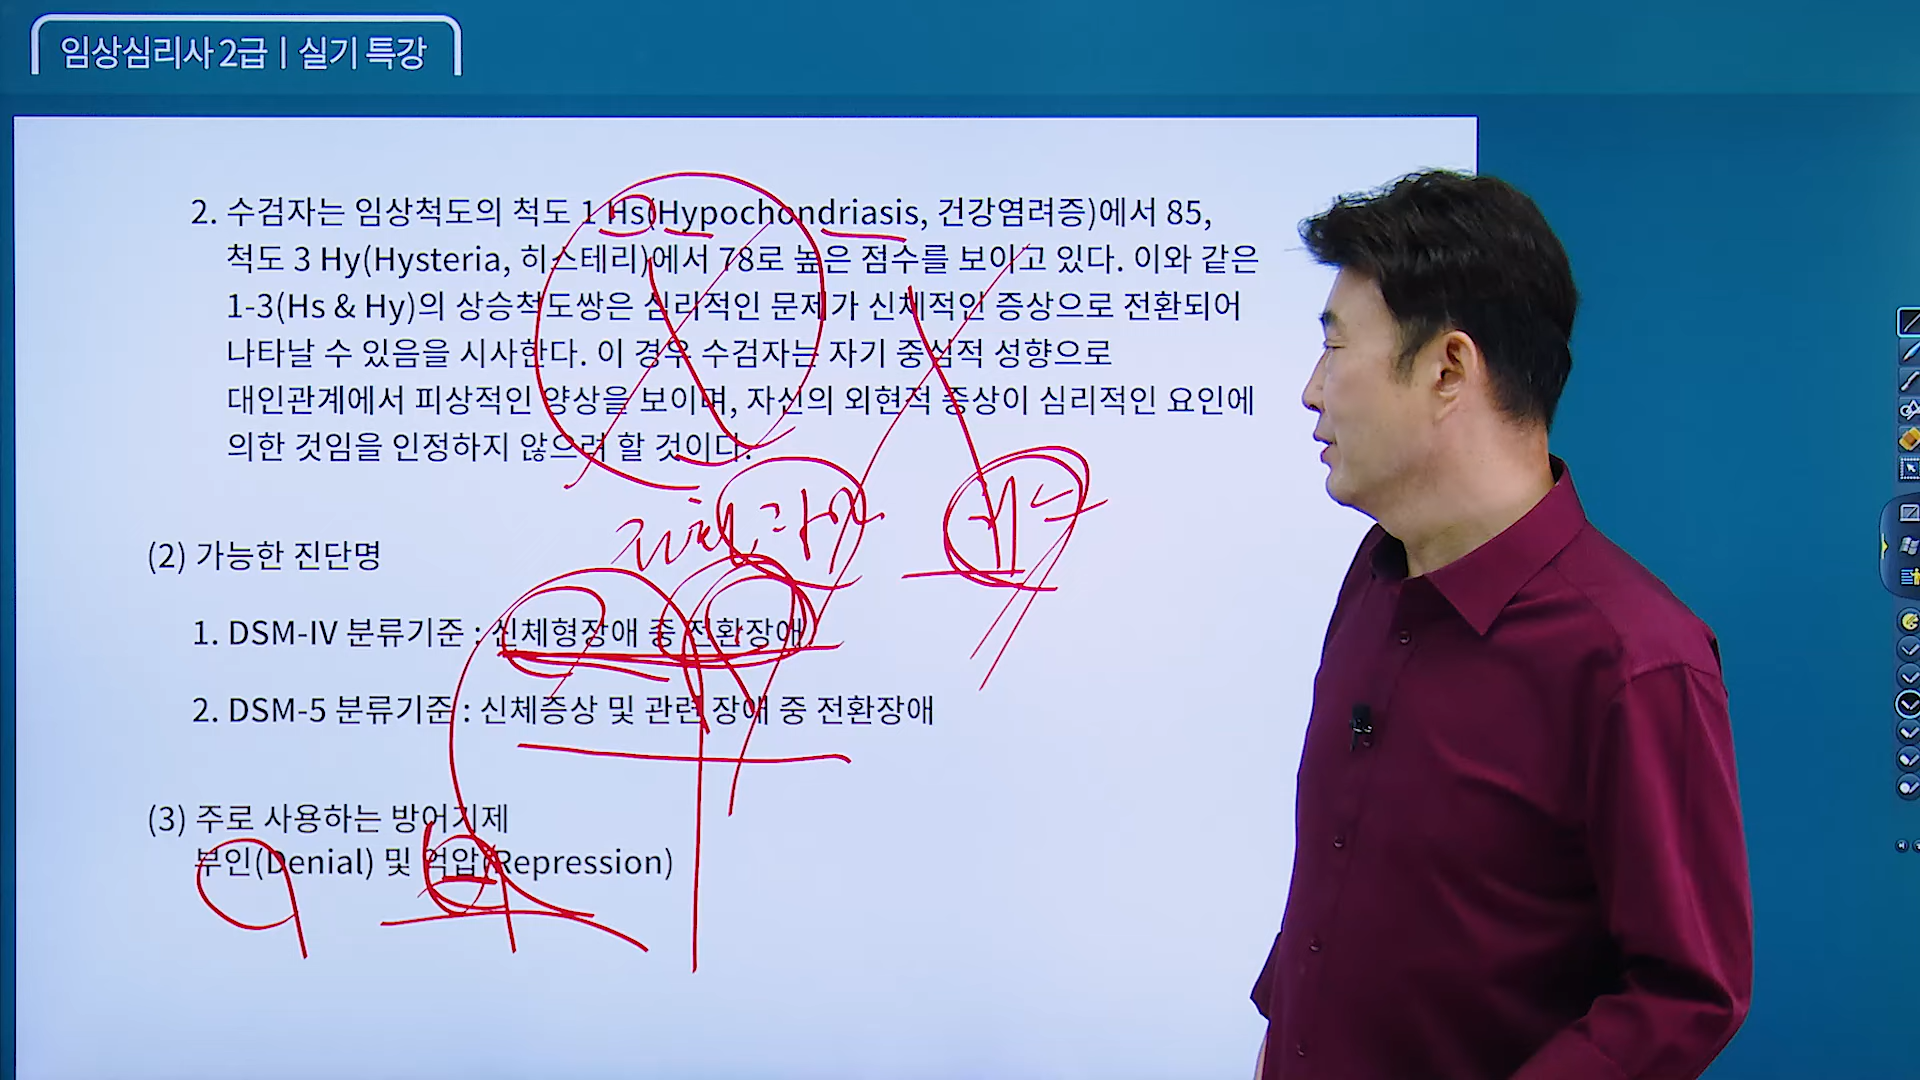 임상심리사 2급 | 실기 특강
2. 수검자는 임상척도의 척도 1 Hs(Hypochondriasis, 건강염려증)에서 85,
척도 3 Hy(Hysteria, 히스테리)에서 78로 높은 점수를 보이고 있다. 이와 같은
1-3(Hs & Hy)의 상승척도쌍은 심리적인 문제가 신체적인 증상으로 전환되어
나타날 수 있음을 시사한다. 이 경우 수검자는 자기 중심적 성향으로
대인관계에서 피상적인 양상을 보이며, 자신의 외현적 증상이 심리적인 요인에
의한 것임을 인정하지 않으려 할 것이다.
(2) 가능한 진단명
1. DSM-IV 분류기준 : 신체형장애 중 전환장애
2. DSM-5 분류기준 : 신체증상 및 관련 장애 중 전환장애
(3) 주로 사용하는 방어기제
부인(Denial) 및 억압(Repression)